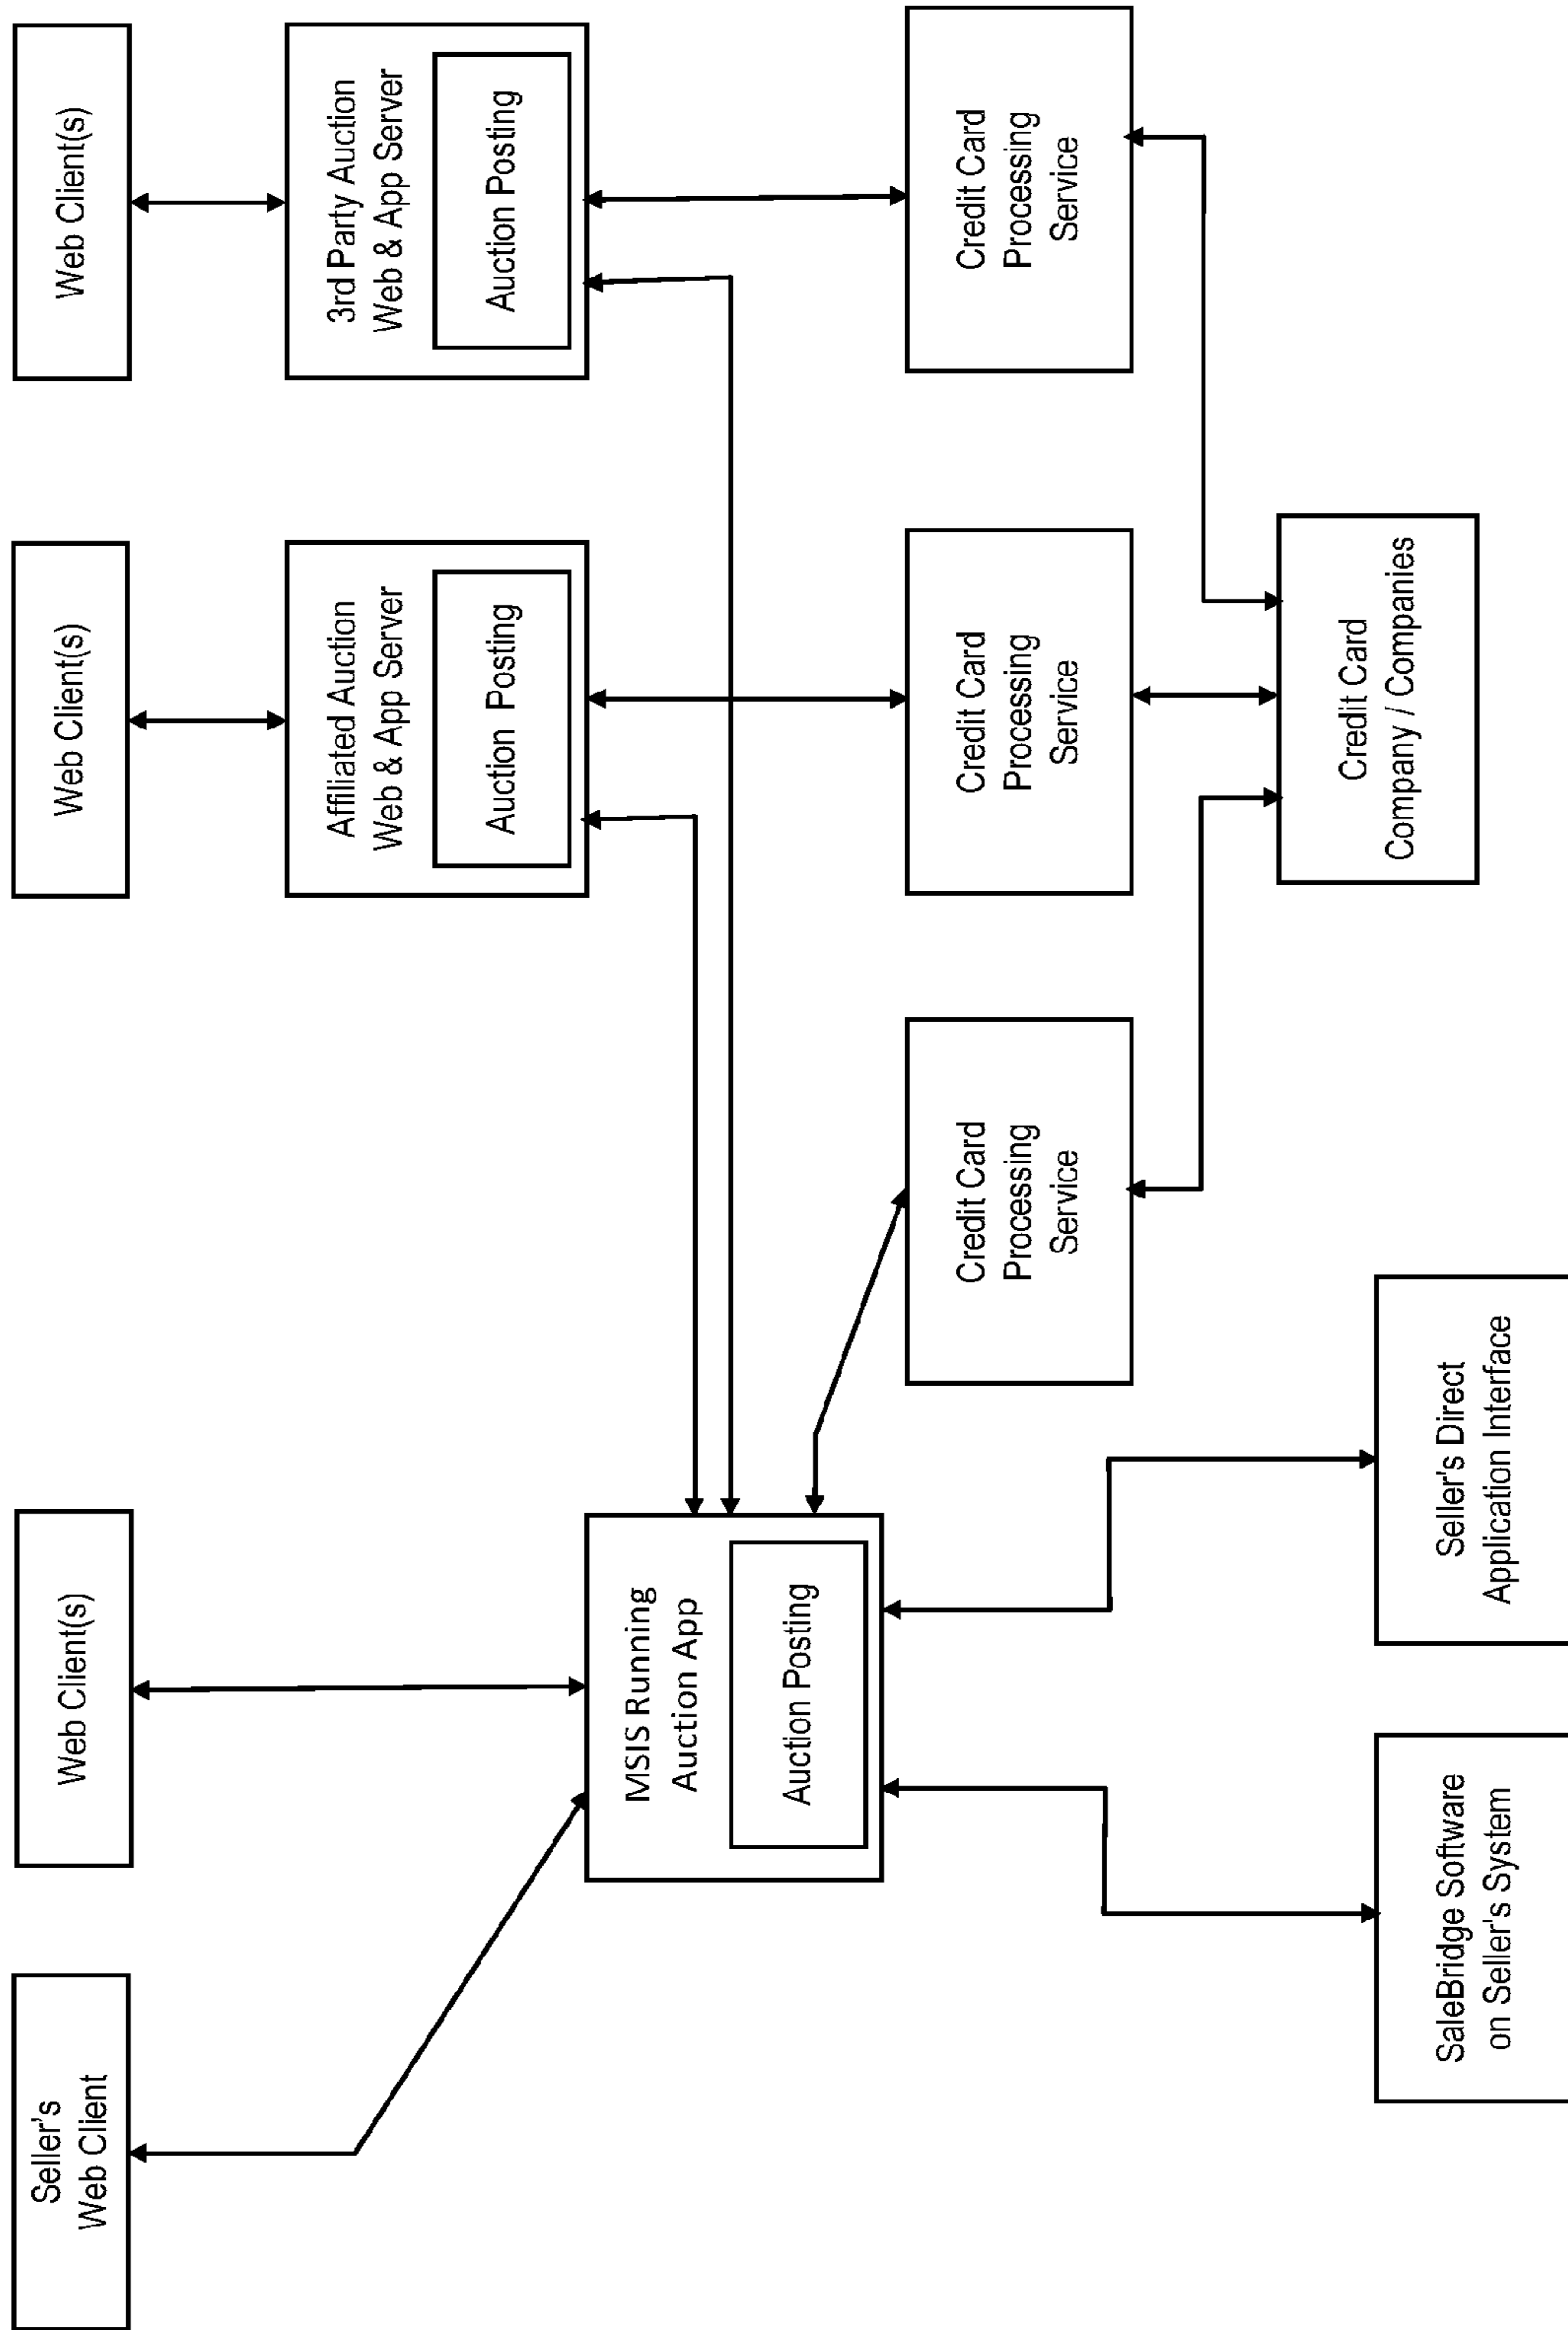 Seller's
Web Client
Web Client(s)
Web Client(s)
Web Client(s)
Affiliated Auction
Web & App Server
Auction Posting
3rd Party Auction
Web & App Server
Auction Posting
MSIS Running
Auction App
Auction Posting
Credit Card
Processing
Service
Credit Card
Processing
Service
Credit Card
Processing
Service
Credit Card
Company / Companies
SaleBridge Software
on Seller's System
Seller's Direct
Application Interface